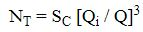 N_T = S_C [Q_i / Q]^3